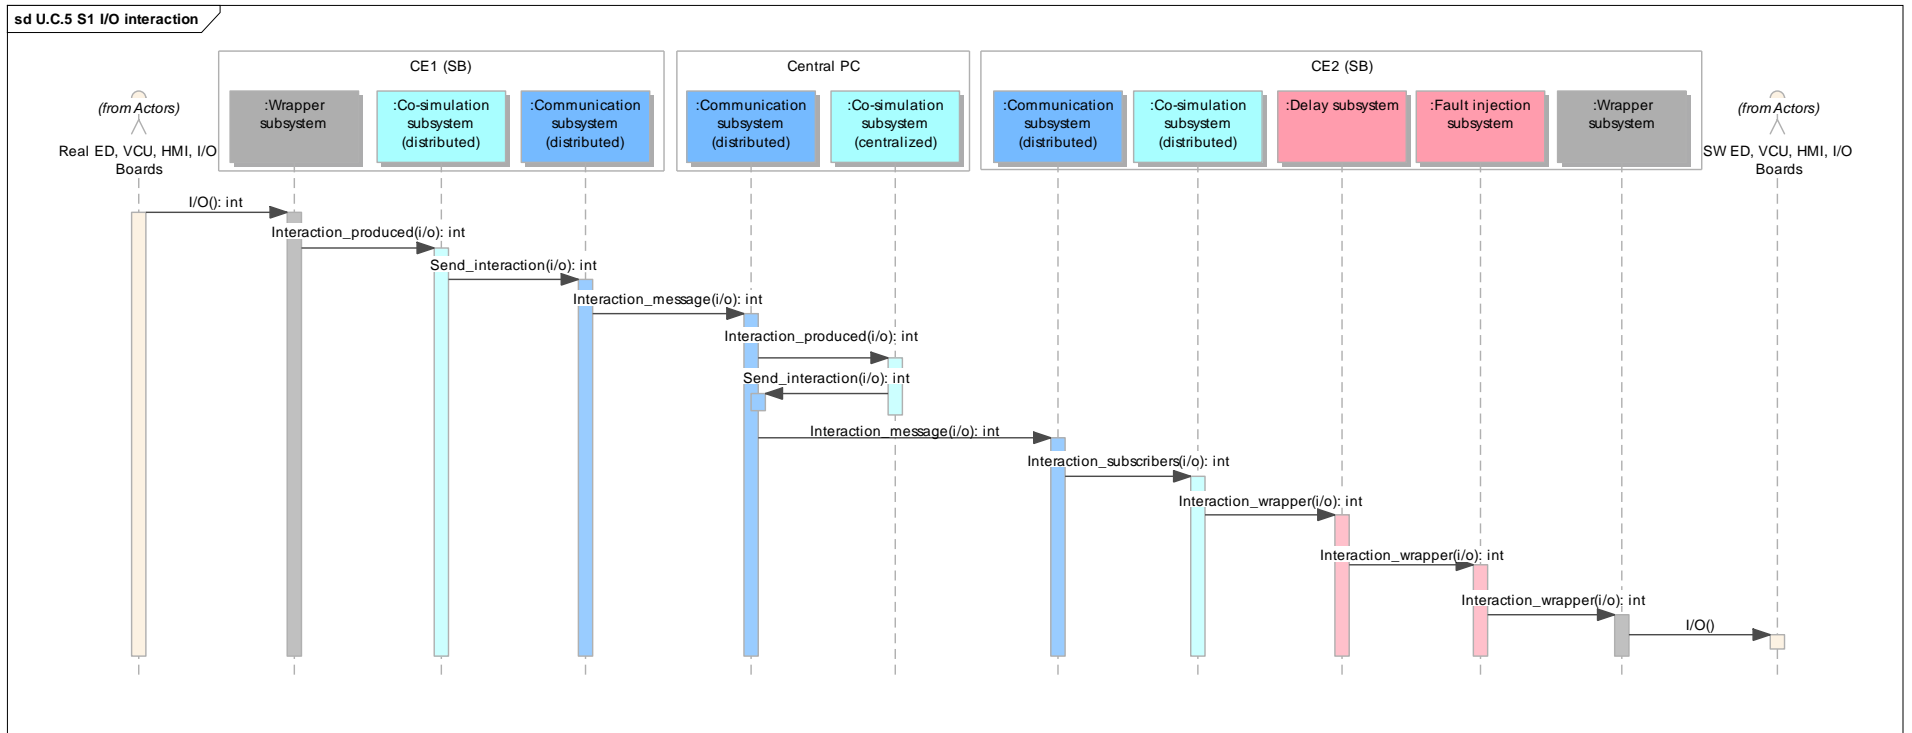 sd U.C.5 S1 I/O interaction
CE1 (SB)
Central PC
CE2 (SB)
(from Actors)
Real ED, VCU, HMI, I/O
Boards
:Wrapper
subsystem
:Co-simulation
subsystem
(distributed)
:Communication
subsystem
(distributed)
:Communication
subsystem
(distributed)
:Co-simulation
subsystem
(centralized)
:Communication
subsystem
(distributed)
:Co-simulation
subsystem
(distributed)
:Delay subsystem
:Fault injection
subsystem
:Wrapper
subsystem
(from Actors)
SW ED, VCU, HMI, I/O
Boards
I/O(): int
Interaction_produced(i/o): int
Send_interaction(i/o): int
Interaction_message(i/o): int
Interaction_produced(i/o): int
Send_interaction(i/o): int
Interaction_message(i/o): int
Interaction_subscribers(i/o): int
Interaction_wrapper(i/o): int
Interaction_wrapper(i/o): int
Interaction_wrapper(i/o): int
I/O()